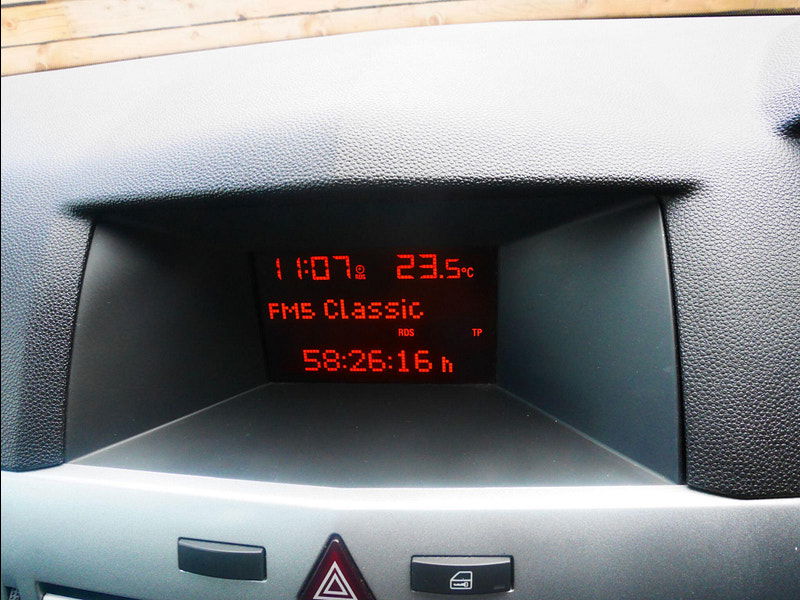 11:07 23.5°C
FM5 Classic
RDS TP
58:26:16 h